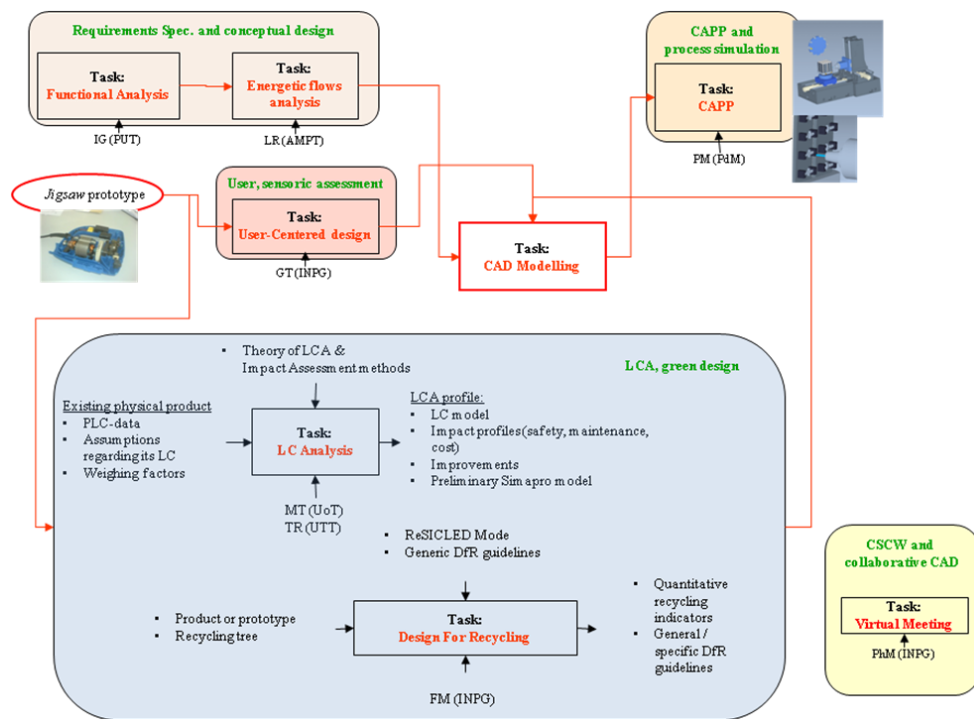 Requirements Spec. and conceptual design
Task:
Functional Analysis
Task:
Energetic flows
analysis
IG (PUT)
LR (AMPT)
CAPP and
process simulation
Task:
CAPP
PM (PdM)
Jigsaw prototype
User, sensoric assessment
Task:
User-Centered design
GT (INPG)
Task:
CAD Modelling
LCA, green design
▪ Theory of LCA &
Impact Assessment methods
Existing physical product
▪ PLC-data
▪ Assumptions
regarding its LC
▪ Weighing factors
Task:
LC Analysis
LCA profile:
▪ LC model
▪ Impact profiles (safety, maintenance,
cost)
▪ Improvements
▪ Preliminary Simapro model
MT (UoT)
TR (UTT)
▪ ReSICLED Mode
▪ Generic DfR guidelines
▪ Product or prototype
▪ Recycling tree
Task:
Design For Recycling
▪ Quantitative
recycling
indicators
▪ General /
specific DfR
guidelines
FM (INPG)
CSCW and
collaborative CAD
Task:
Virtual Meeting
PhM (INPG)